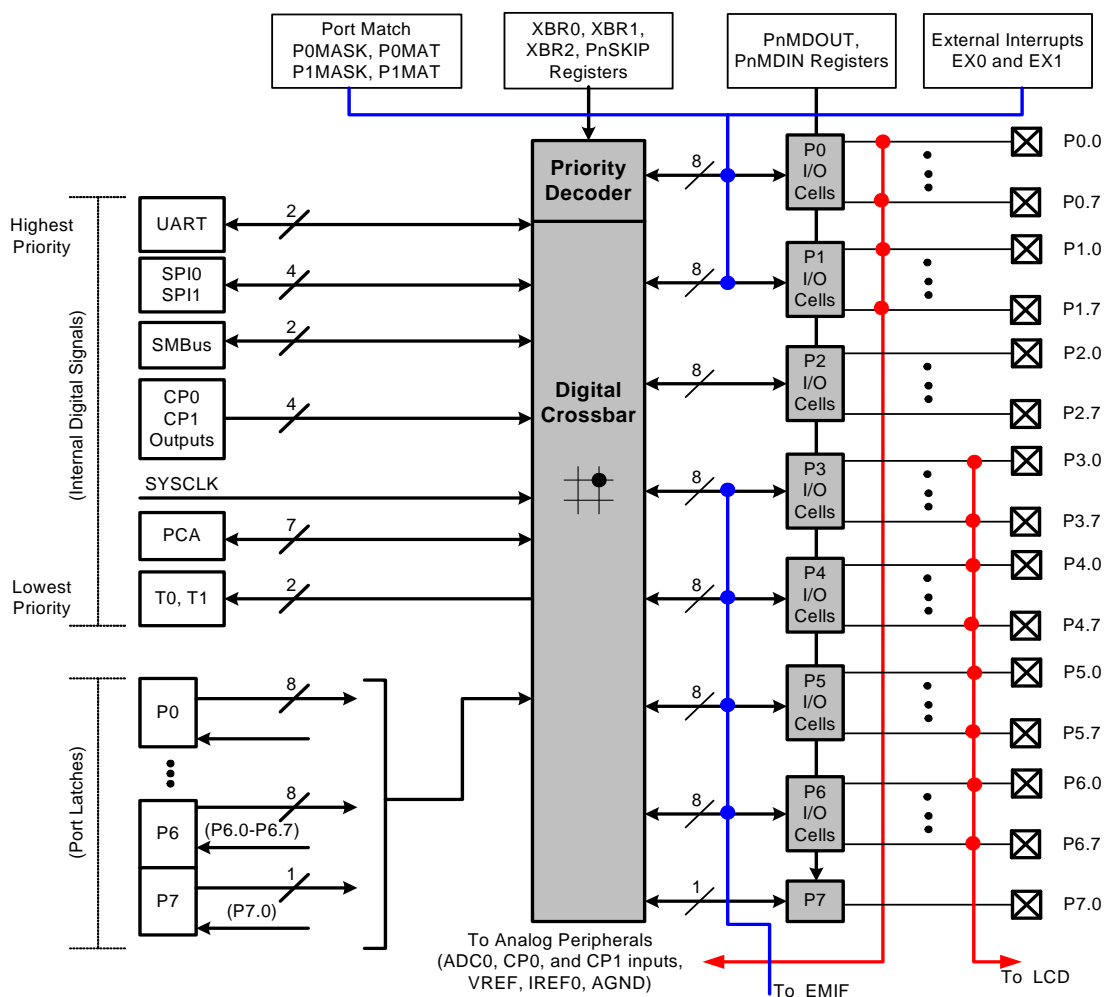 Port Match
P0MASK, P0MAT
P1MASK, P1MAT
XBR0, XBR1,
XBR2, PnSKIP
Registers
PnMDOUT,
PnMDIN Registers
External Interrupts
EX0 and EX1
Priority
Decoder
Digital
Crossbar
Highest
Priority
(Internal Digital Signals)
Lowest
Priority
UART
2
SPI0
SPI1
4
SMBus
2
CP0
CP1
Outputs
4
SYSCLK
PCA
7
T0, T1
2
(Port Latches)
P0
8
P6
8
(P6.0-P6.7)
P7
1
(P7.0)
8
P0
I/O
Cells
P0.0
P0.7
8
P1
I/O
Cells
P1.0
P1.7
8
P2
I/O
Cells
P2.0
P2.7
8
P3
I/O
Cells
P3.0
P3.7
8
P4
I/O
Cells
P4.0
P4.7
8
P5
I/O
Cells
P5.0
P5.7
8
P6
I/O
Cells
P6.0
P6.7
1
P7
P7.0
To Analog Peripherals
(ADC0, CP0, and CP1 inputs,
VREF, IREF0, AGND)
To EMIF
To LCD